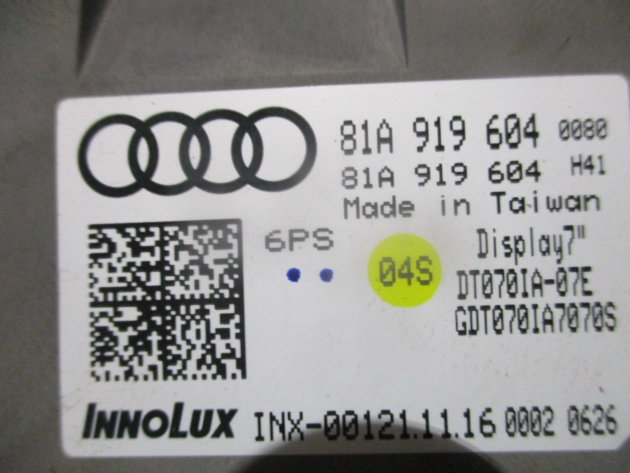 81A 919 604 0080
81A 919 604 H41
Made in Taiwan
6PS
04S
Display7"
DT070IA-07E
GDT070IA7070S
INNOLUX INX-00121.11.16 0002 0626